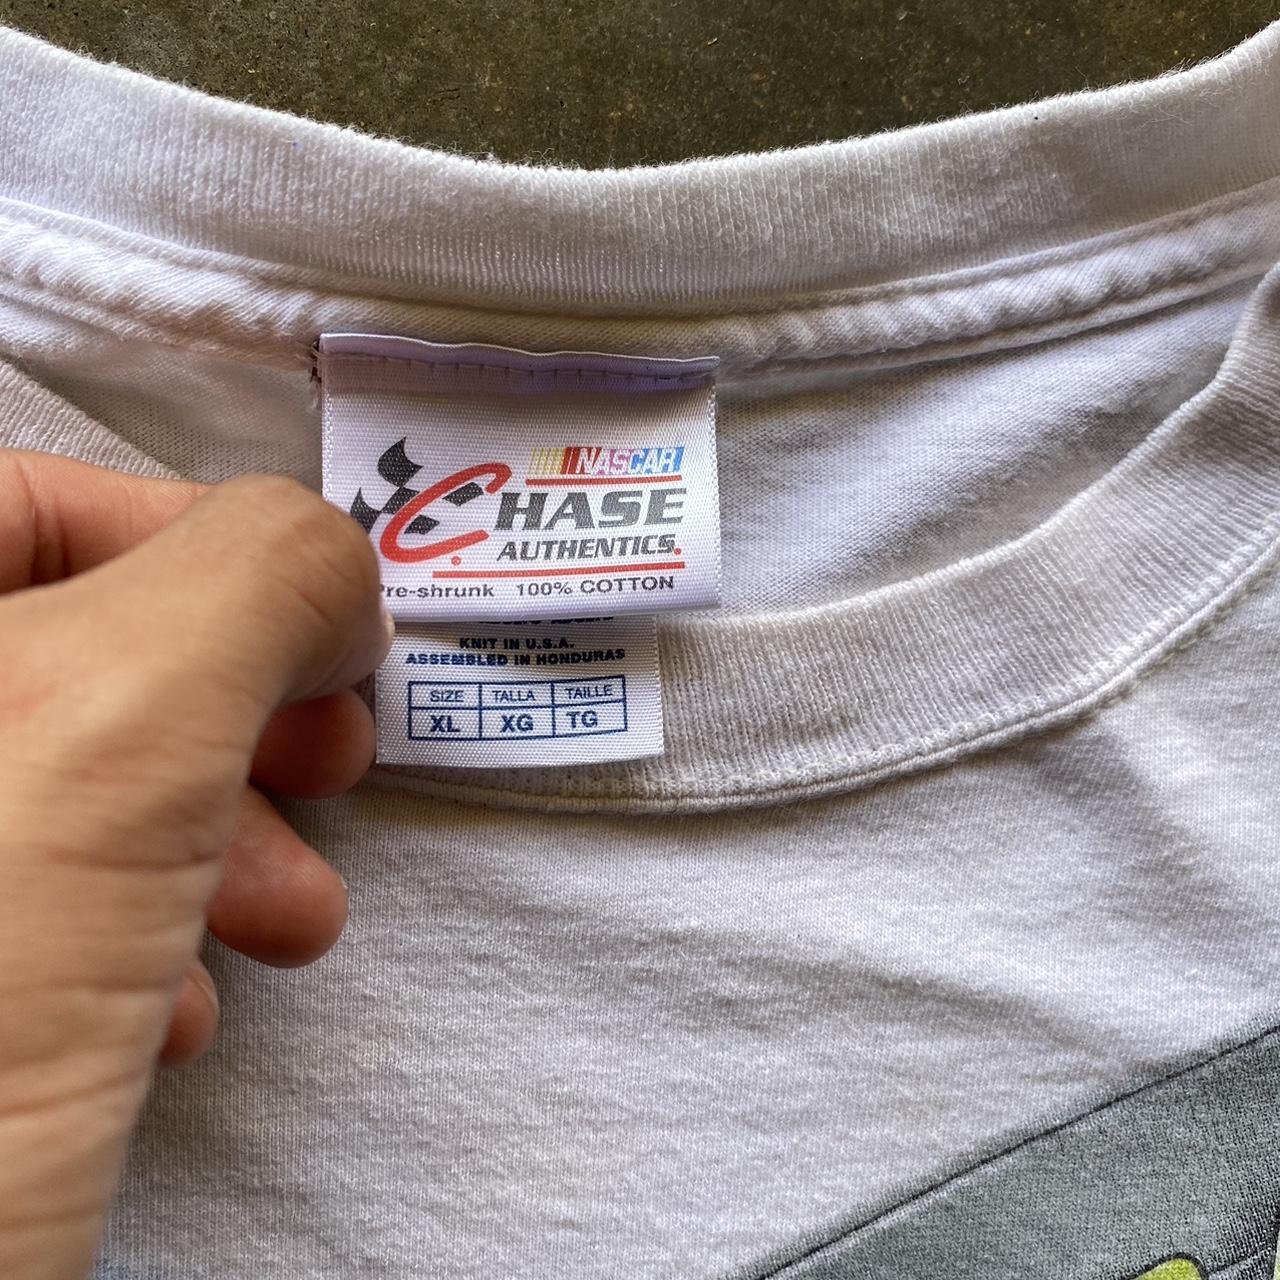 NASCAR
CHASE
AUTHENTICS.
Pre-shrunk 100% COTTON
KNIT IN U.S.A.
ASSEMBLED IN HONDURAS
SIZE TALLA TAILLE
XL XG TG